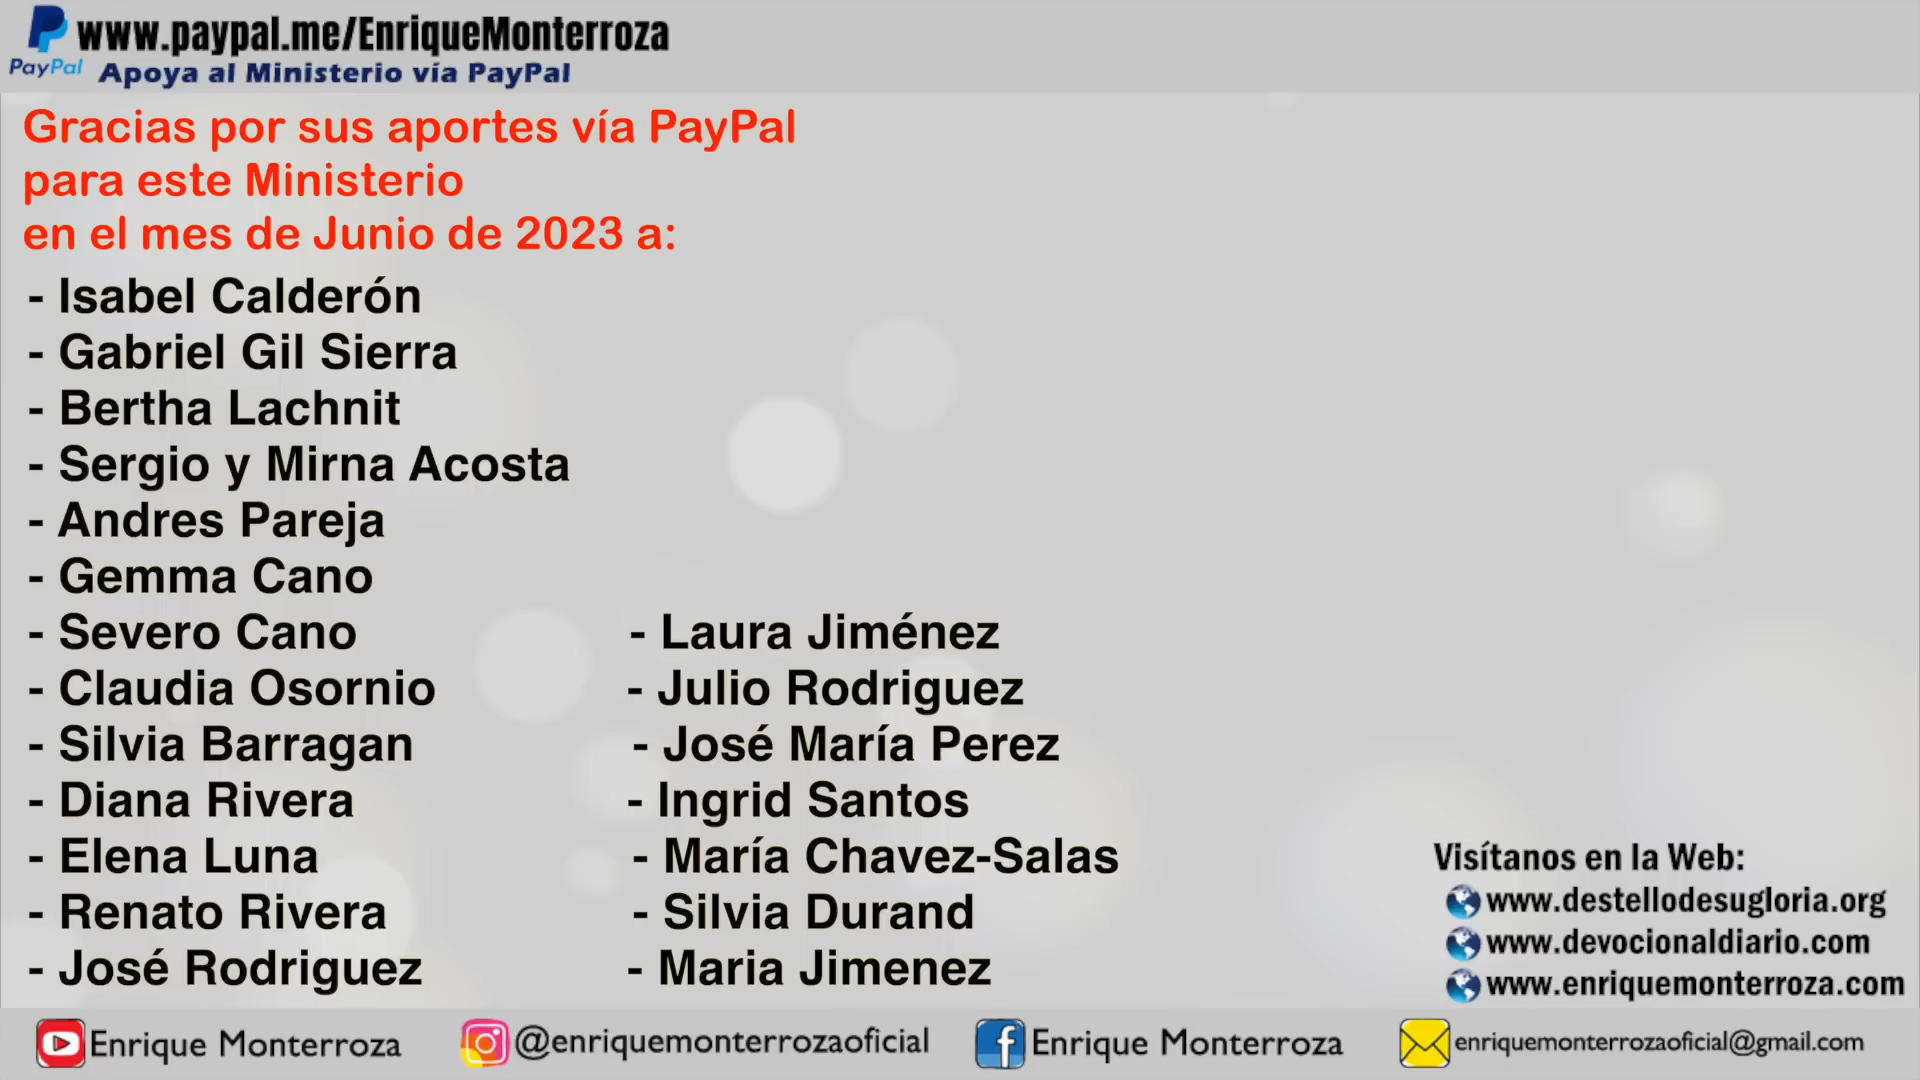 www.paypal.me/EnriqueMonterroza
PayPal Apoya al Ministerio vía PayPal
Gracias por sus aportes vía PayPal
para este Ministerio
en el mes de Junio de 2023 a:
- Isabel Calderón
- Gabriel Gil Sierra
- Bertha Lachnit
- Sergio y Mirna Acosta
- Andres Pareja
- Gemma Cano
- Severo Cano
- Claudia Osornio
- Silvia Barragan
- Diana Rivera
- Elena Luna
- Renato Rivera
- José Rodriguez
- Laura Jiménez
- Julio Rodriguez
- José María Perez
- Ingrid Santos
- María Chavez-Salas
- Silvia Durand
- Maria Jimenez
Visítanos en la Web:
www.destellodesugloria.org
www.devocionaldiario.com
www.enriquemonterroza.com
Enrique Monterroza
@enriquemonterrozaoficial
Enrique Monterroza
enriquemonterrozaoficial@gmail.com